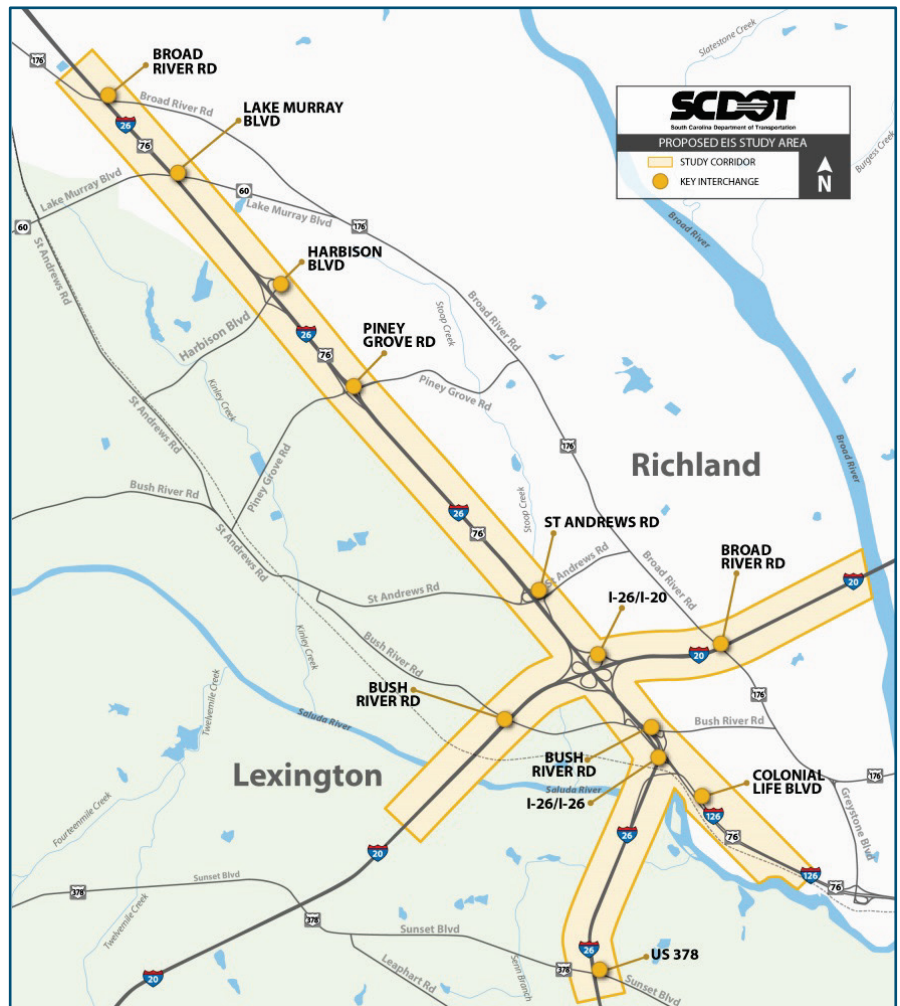 SCDOT
South Carolina Department of Transportation
PROPOSED EIS STUDY AREA
STUDY CORRIDOR
KEY INTERCHANGE
N
BROAD
RIVER RD
176
Broad River Rd
LAKE MURRAY
BLVD
26
76
Slatestone Creek
Burgess Creek
Broad River
Lake Murray Blvd
60
Lake Murray Blvd
60
176
St Andrews Rd
HARBISON
BLVD
Harbison Blvd
26
76
Stoop Creek
Broad River Rd
PINEY
GROVE RD
Piney Grove Rd
Kinley Creek
St Andrews Rd
Piney Grove Rd
176
Richland
Broad River
Bush River Rd
St Andrews Rd
26
76
Stoop Creek
ST ANDREWS RD
St Andrews Rd
Broad River Rd
BROAD
RIVER RD
20
St Andrews Rd
I-26/I-20
20
Kinley Creek
Bush River Rd
BUSH
RIVER RD
176
Twelvemile Creek
Saluda River
Bush River Rd
Lexington
BUSH
RIVER RD
I-26/I-26
Saluda River
COLONIAL
LIFE BLVD
176
Greystone Blvd
126
76
Fourteenmile Creek
20
26
126
76
378
Sunset Blvd
Twelvemile Creek
Sunset Blvd
378
Leaphart Rd
Senn Branch
26
US 378
378
Sunset Blvd
20